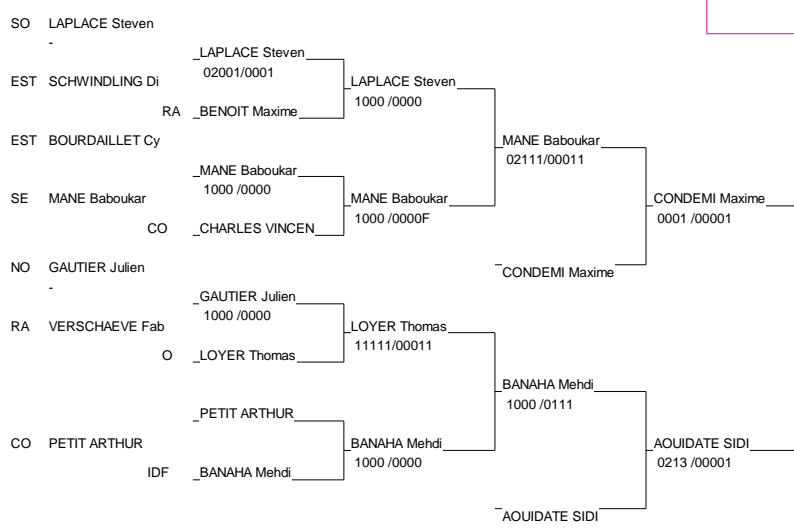 SO LAPLACE Steven
-
_LAPLACE Steven
02001/0001
EST SCHWINDLING Di
LAPLACE Steven
1000 /0000
RA _BENOIT Maxime
EST BOURDAILLET Cy
MANE Baboukar
02111/00011
_MANE Baboukar
1000 /0000
SE MANE Baboukar
MANE Baboukar
1000 /0000F
CONDEMI Maxime
0001 /00001
CO _CHARLES VINCEN
NO GAUTIER Julien
CONDEMI Maxime
-
_GAUTIER Julien
1000 /0000
RA VERSCHAEVE Fab
LOYER Thomas
11111/00011
O _LOYER Thomas
BANAHA Mehdi
1000 /0111
_PETIT ARTHUR
CO PETIT ARTHUR
BANAHA Mehdi
1000 /0000
AOUIDATE SIDI
0213 /00001
IDF _BANAHA Mehdi
AOUIDATE SIDI